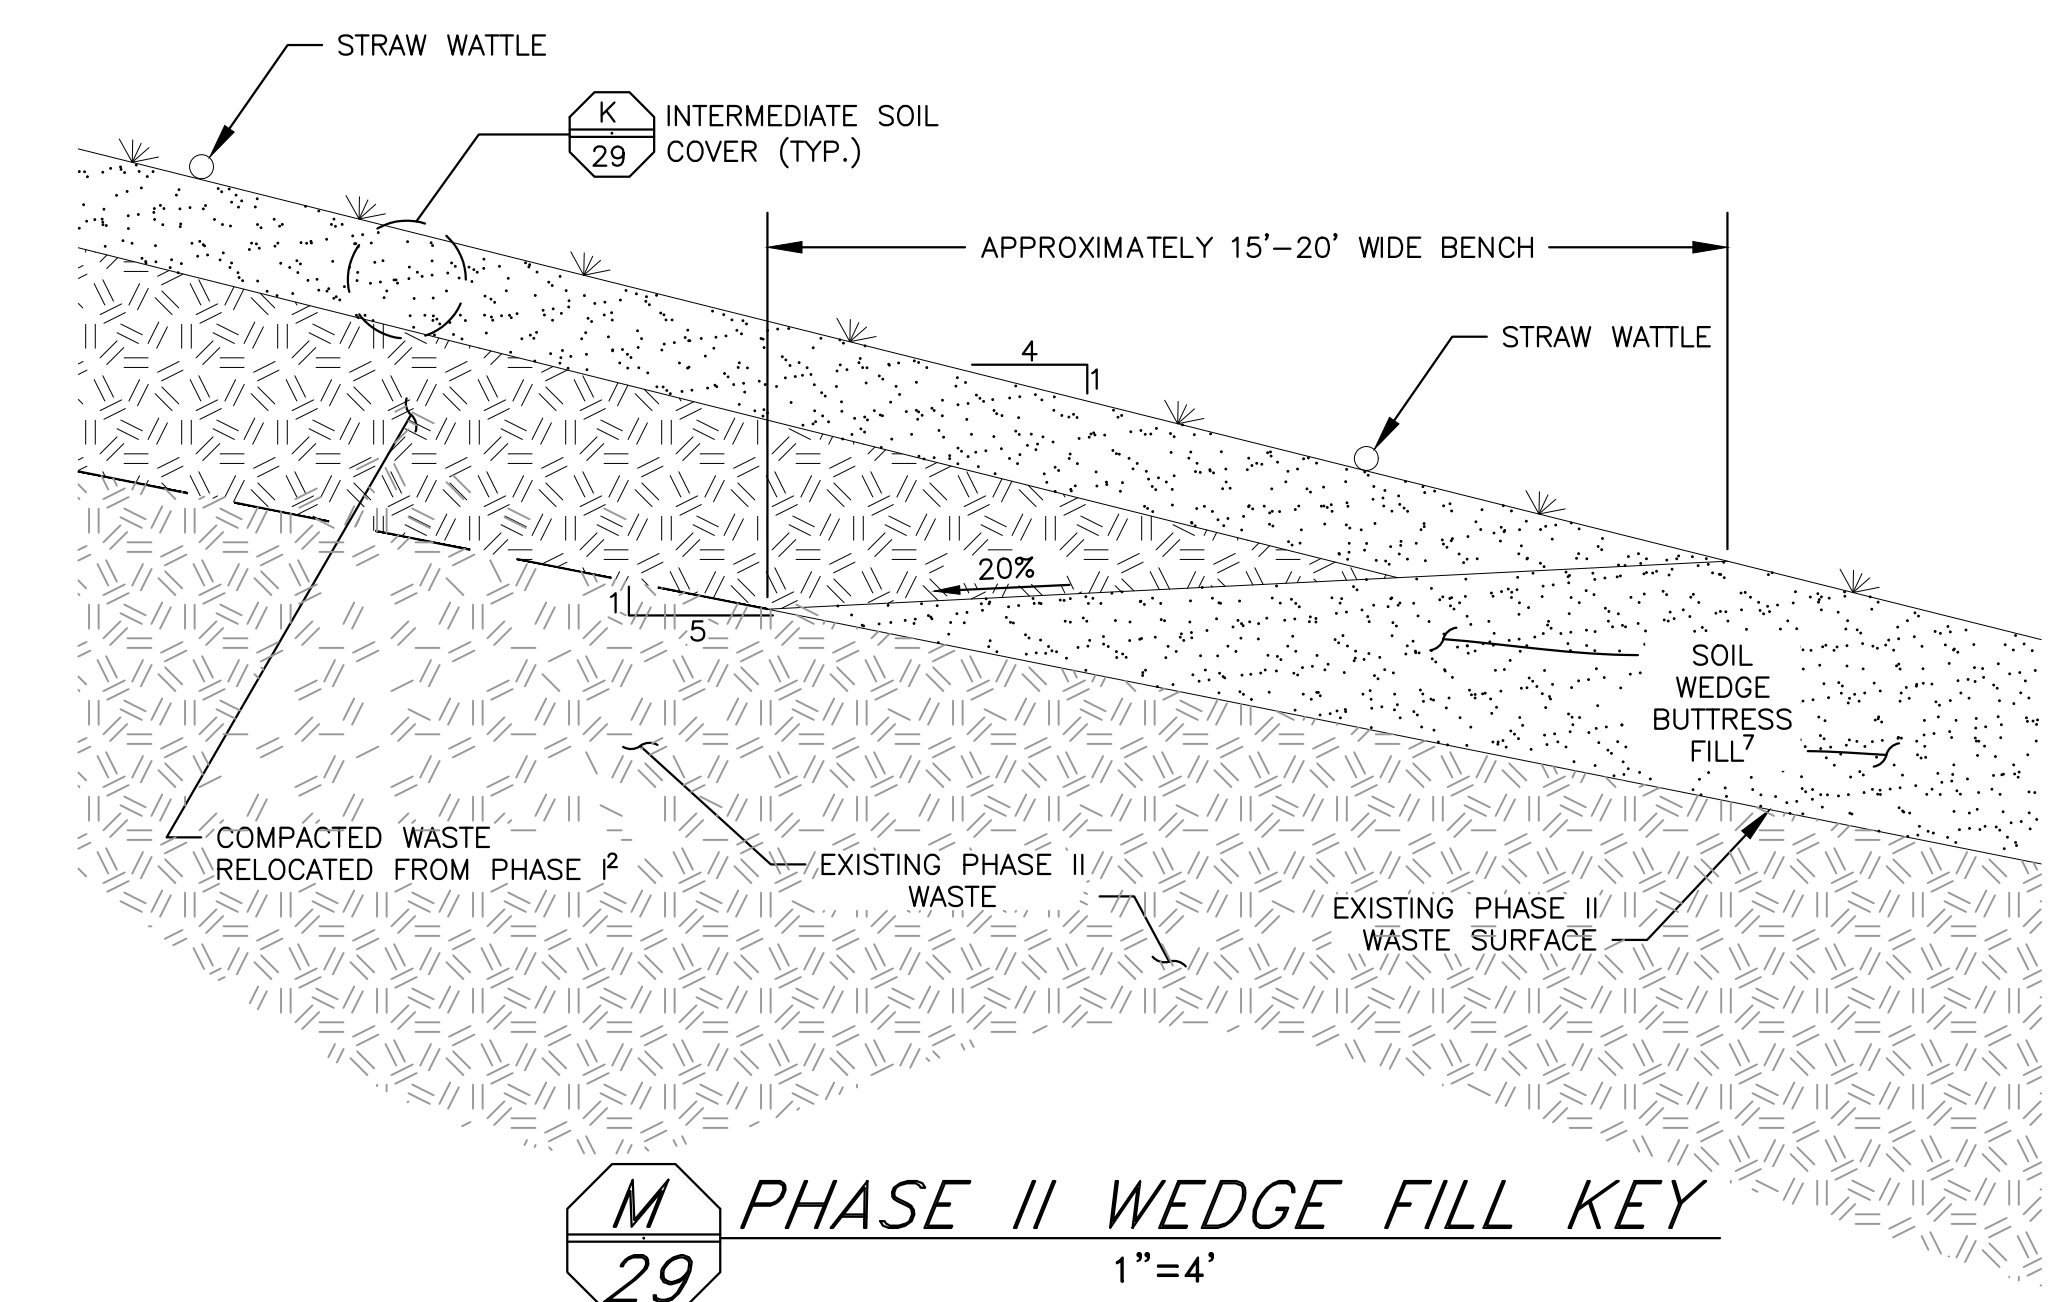 STRAW WATTLE
K
29
INTERMEDIATE SOIL
COVER (TYP.)
APPROXIMATELY 15'-20' WIDE BENCH
4
1
STRAW WATTLE
20%
1
5
SOIL
WEDGE
BUTTRESS
FILL⁷
COMPACTED WASTE
RELOCATED FROM PHASE I²
EXISTING PHASE II
WASTE
EXISTING PHASE II
WASTE SURFACE
M
29
PHASE II WEDGE FILL KEY
1"=4'